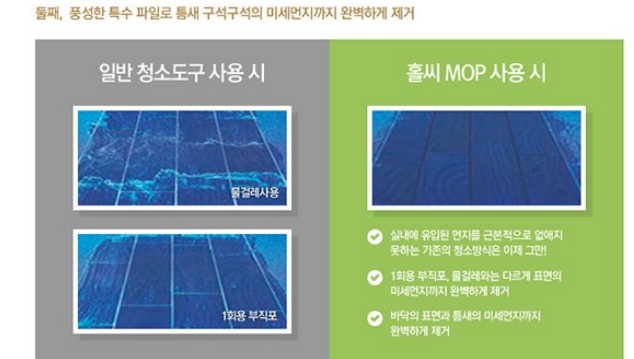 둘째, 풍성한 특수 파일로 틈새 구석구석의 미세먼지까지 완벽하게 제거
일반 청소도구 사용 시
물걸레사용
1회용 부직포
홀씨 MOP 사용 시
실내에 유입된 먼지를 근본적으로 없애지
못하는 기존의 청소방식은 이제 그만!
1회용 부직포, 물걸레와는 다르게 표면의
미세먼지까지 완벽하게 제거
바닥의 표면과 틈새의 미세먼지까지
완벽하게 제거